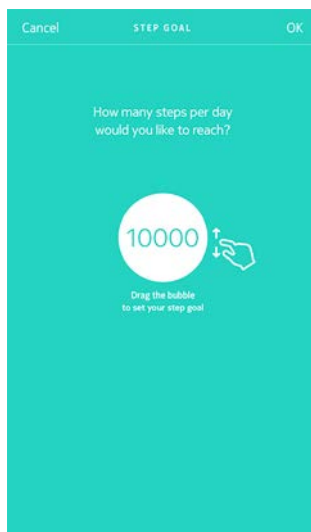 Cancel STEP GOAL OK
How many steps per day
would you like to reach?
10000
Drag the bubble
to set your step goal